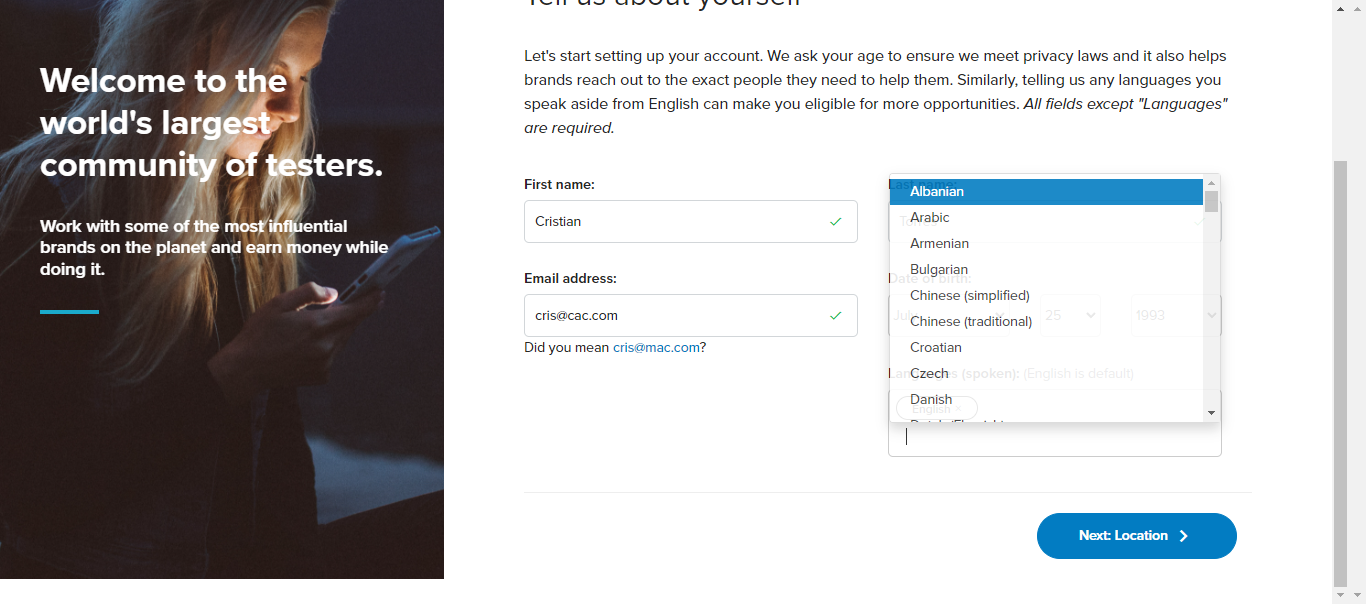 Tell us about yourself
Welcome to the
world's largest
community of testers.
Work with some of the most influential
brands on the planet and earn money while
doing it.
Let's start setting up your account. We ask your age to ensure we meet privacy laws and it also helps
brands reach out to the exact people they need to help them. Similarly, telling us any languages you
speak aside from English can make you eligible for more opportunities. All fields except "Languages"
are required.
First name:
Cristian
Email address:
cris@cac.com
Did you mean cris@mac.com?
Last name:
Date of birth:
25
1993
Languages (spoken): (English is default)
English
Albanian
Arabic
Armenian
Bulgarian
Chinese (simplified)
Chinese (traditional)
Croatian
Czech
Danish
Next: Location